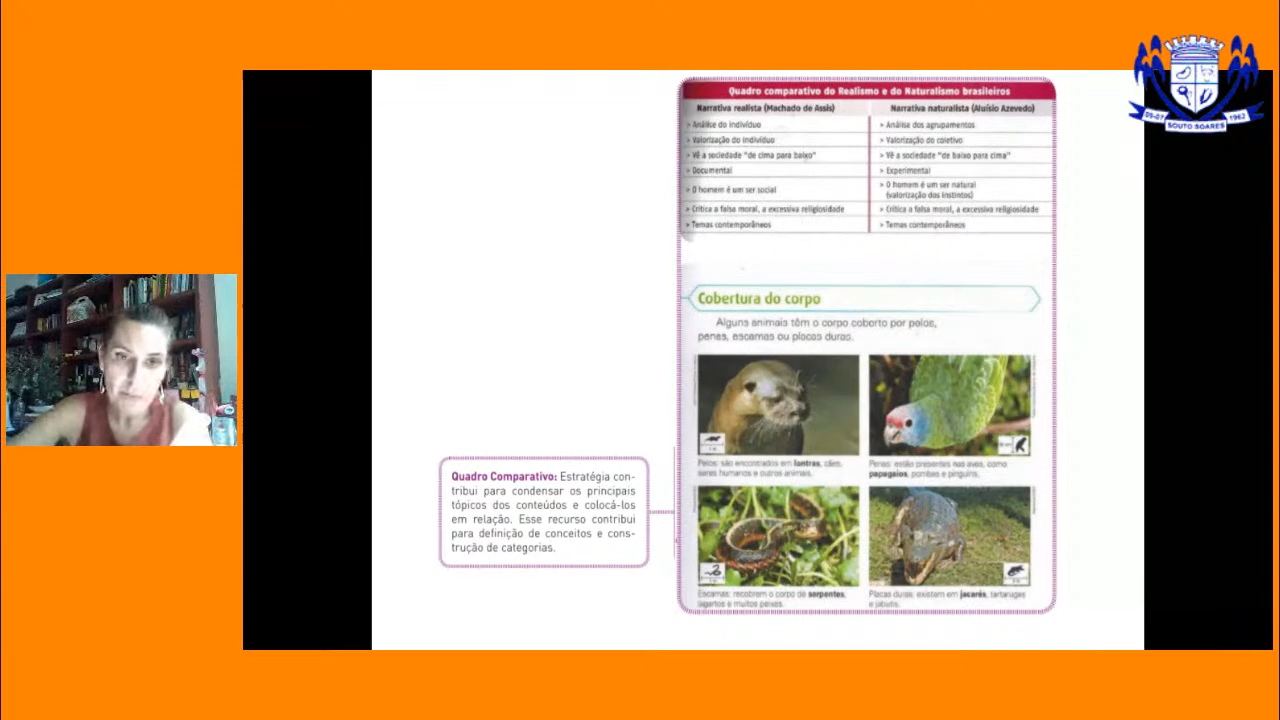 Quadro comparativo do Realismo e do Naturalismo brasileiros
Narrativa realista (Machado de Assis) Narrativa naturalista (Aluísio Azevedo)
> Análise do indivíduo > Análise dos agrupamentos
> Valorização do indivíduo > Valorização do coletivo
> Vê a sociedade "de cima para baixo" > Vê a sociedade "de baixo para cima"
> Documental > Experimental
> O homem é um ser social > O homem é um ser natural
(valorização dos instintos)
> Critica a falsa moral, a excessiva religiosidade > Critica a falsa moral, a excessiva religiosidade
> Temas contemporâneos > Temas contemporâneos
Cobertura do corpo
Alguns animais têm o corpo coberto por pelos,
penas, escamas ou placas duras.
Pelos: são encontrados em lontras, cães,
seres humanos e outros animais.
Penas: estão presentes nas aves, como
papagaios, pombas e pinguins.
Escamas: recobrem o corpo de serpentes,
lagartos e muitos peixes.
Placas duras: existem em jacarés, tartarugas
e jabutis.
Quadro Comparativo: Estratégia con-
tribui para condensar os principais
tópicos dos conteúdos e colocá-los
em relação. Esse recurso contribui
para definição de conceitos e cons-
trução de categorias.
SOUTO SOARES
1962